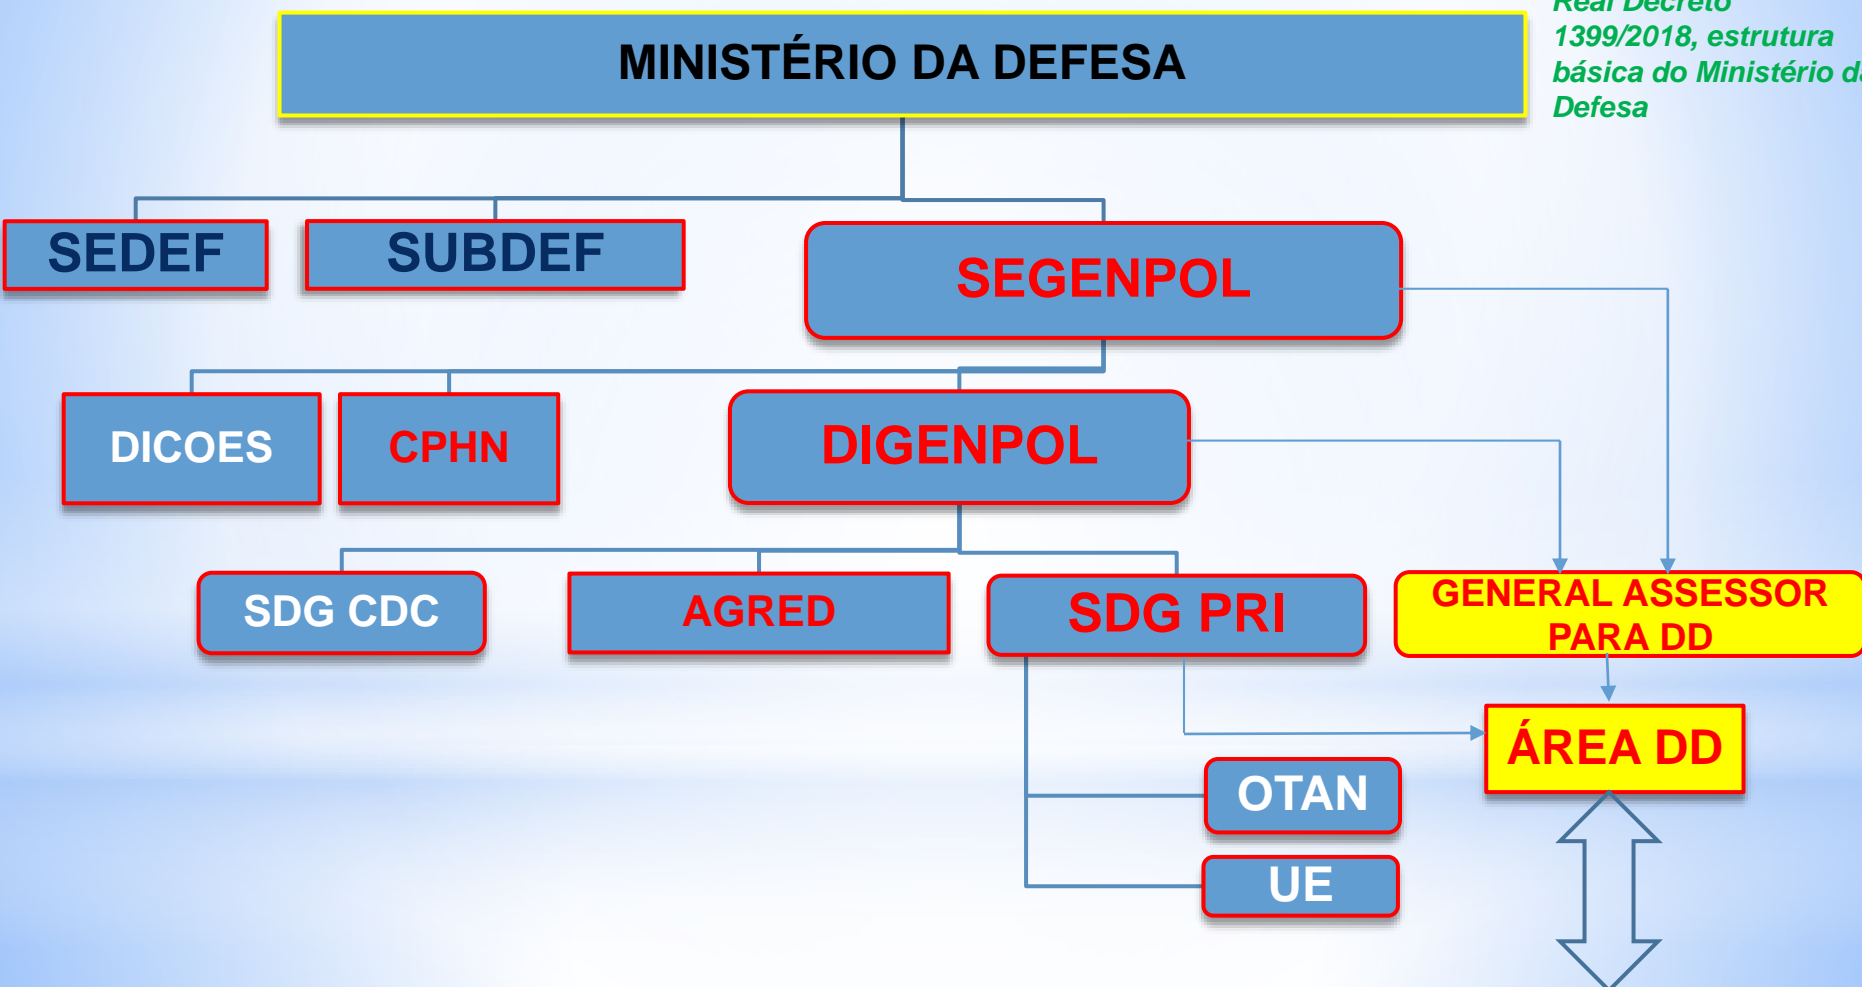 Real Decreto
1399/2018, estrutura
básica do Ministério da
Defesa
MINISTÉRIO DA DEFESA
SEDEF
SUBDEF
SEGENPOL
DICOES
CPHN
DIGENPOL
SDG CDC
AGRED
SDG PRI
GENERAL ASSESSOR
PARA DD
ÁREA DD
OTAN
UE